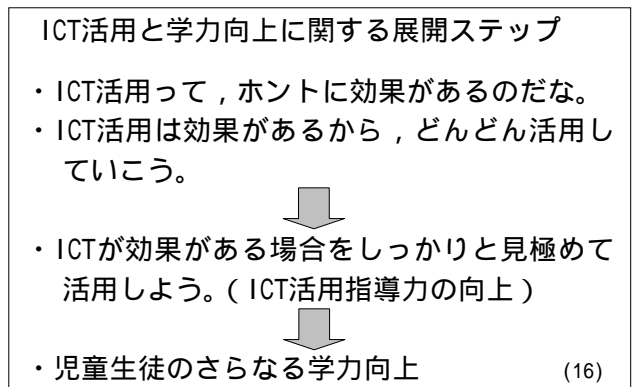 ICT活用と学力向上に関する展開ステップ
・ICT活用って，ホントに効果があるのだな。
・ICT活用は効果があるから，どんどん活用し
ていこう。
・ICTが効果がある場合をしっかりと見極めて
活用しよう。(ICT活用指導力の向上)
・児童生徒のさらなる学力向上 (16)